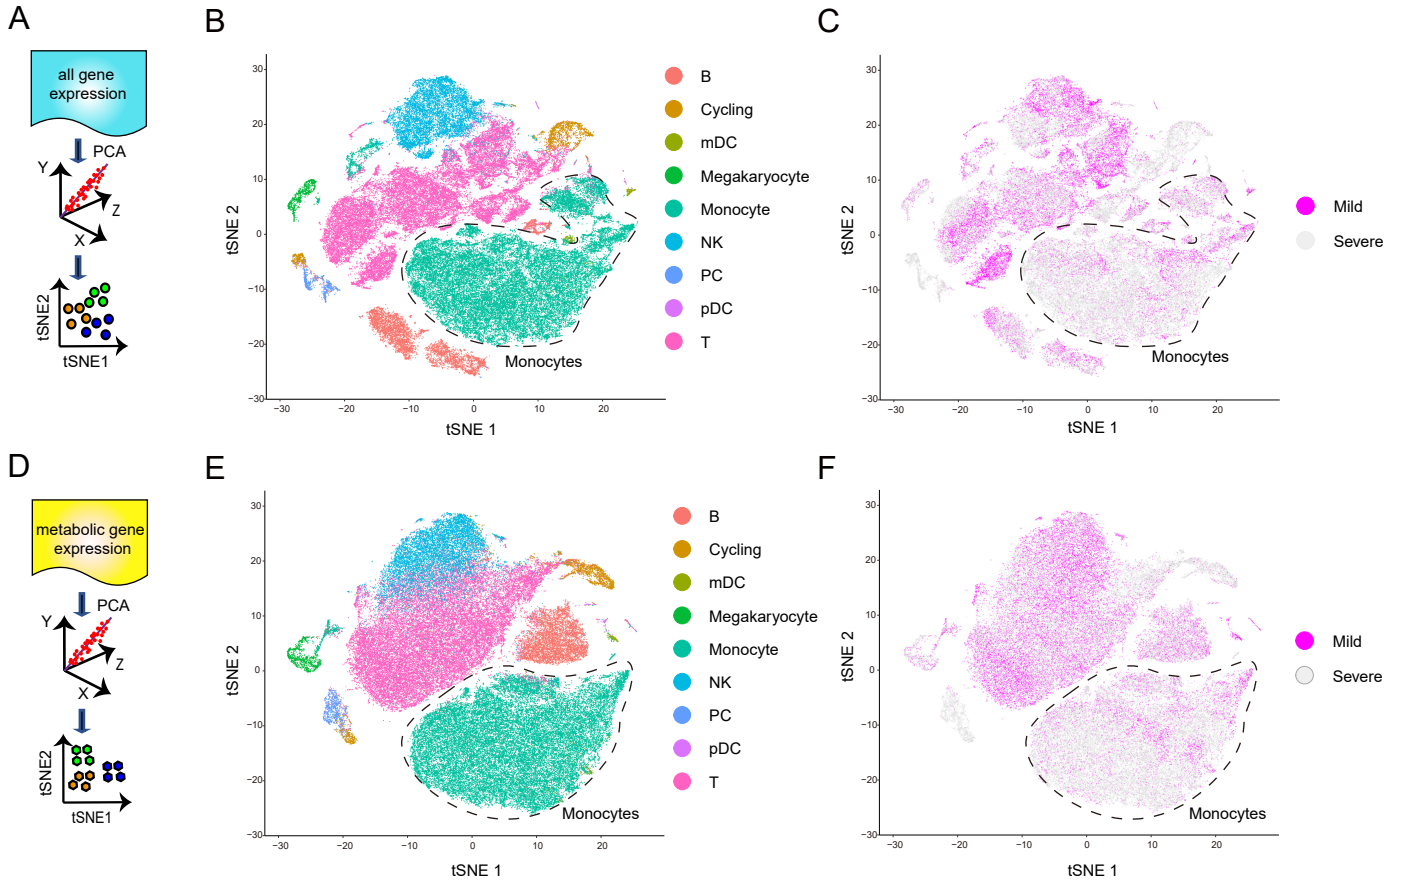 A
all gene
expression
PCA
Y
Z
X
tSNE2
tSNE1
B
30
20
10
0
−10
−20
−30
tSNE 2
−30
−20
−10
0
10
20
tSNE 1
Monocytes
B
Cycling
mDC
Megakaryocyte
Monocyte
NK
PC
pDC
T
C
30
20
10
0
−10
−20
−30
tSNE 2
−30
−20
−10
0
10
20
tSNE 1
Monocytes
Mild
Severe
D
metabolic gene
expression
PCA
Y
Z
X
tSNE2
tSNE1
E
30
20
10
0
−10
−20
−30
tSNE 2
−30
−20
−10
0
10
20
tSNE 1
Monocytes
B
Cycling
mDC
Megakaryocyte
Monocyte
NK
PC
pDC
T
F
30
20
10
0
−10
−20
−30
tSNE 2
−30
−20
−10
0
10
20
tSNE 1
Monocytes
Mild
Severe